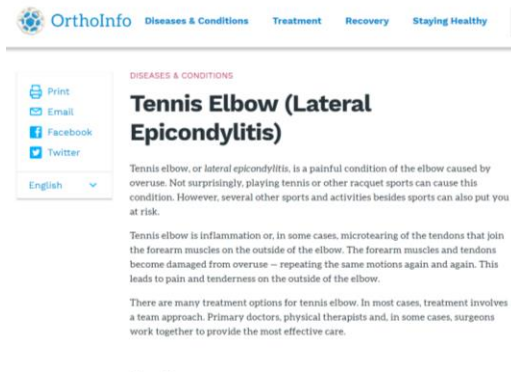 OrthoInfo Diseases & Conditions Treatment Recovery Staying Healthy
Print
Email
Facebook
Twitter
English
DISEASES & CONDITIONS
Tennis Elbow (Lateral
Epicondylitis)
Tennis elbow, or lateral epicondylitis, is a painful condition of the elbow caused by
overuse. Not surprisingly, playing tennis or other racquet sports can cause this
condition. However, several other sports and activities besides sports can also put you
at risk.
Tennis elbow is inflammation or, in some cases, microtearing of the tendons that join
the forearm muscles on the outside of the elbow. The forearm muscles and tendons
become damaged from overuse — repeating the same motions again and again. This
leads to pain and tenderness on the outside of the elbow.
There are many treatment options for tennis elbow. In most cases, treatment involves
a team approach. Primary doctors, physical therapists and, in some cases, surgeons
work together to provide the most effective care.